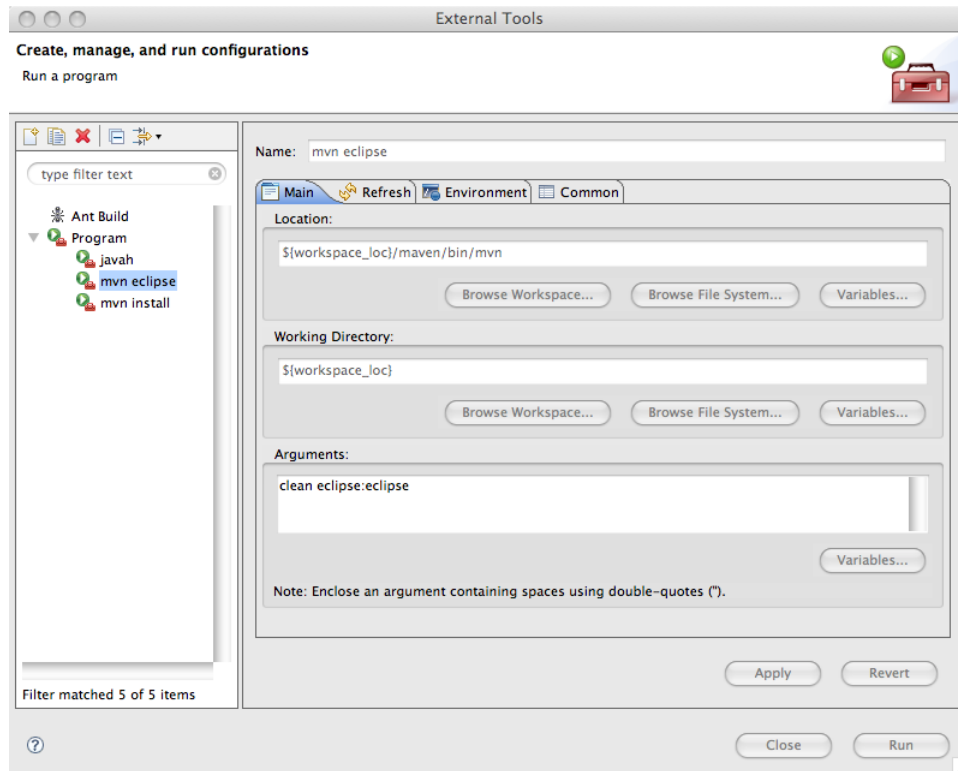 External Tools
Create, manage, and run configurations
Run a program
type filter text
Ant Build
Program
javah
mvn eclipse
mvn install
Filter matched 5 of 5 items
Name: mvn eclipse
Main Refresh Environment Common
Location:
${workspace_loc}/maven/bin/mvn
Browse Workspace... Browse File System... Variables...
Working Directory:
${workspace_loc}
Browse Workspace... Browse File System... Variables...
Arguments:
clean eclipse:eclipse
Variables...
Note: Enclose an argument containing spaces using double-quotes (").
Apply Revert
?
Close Run